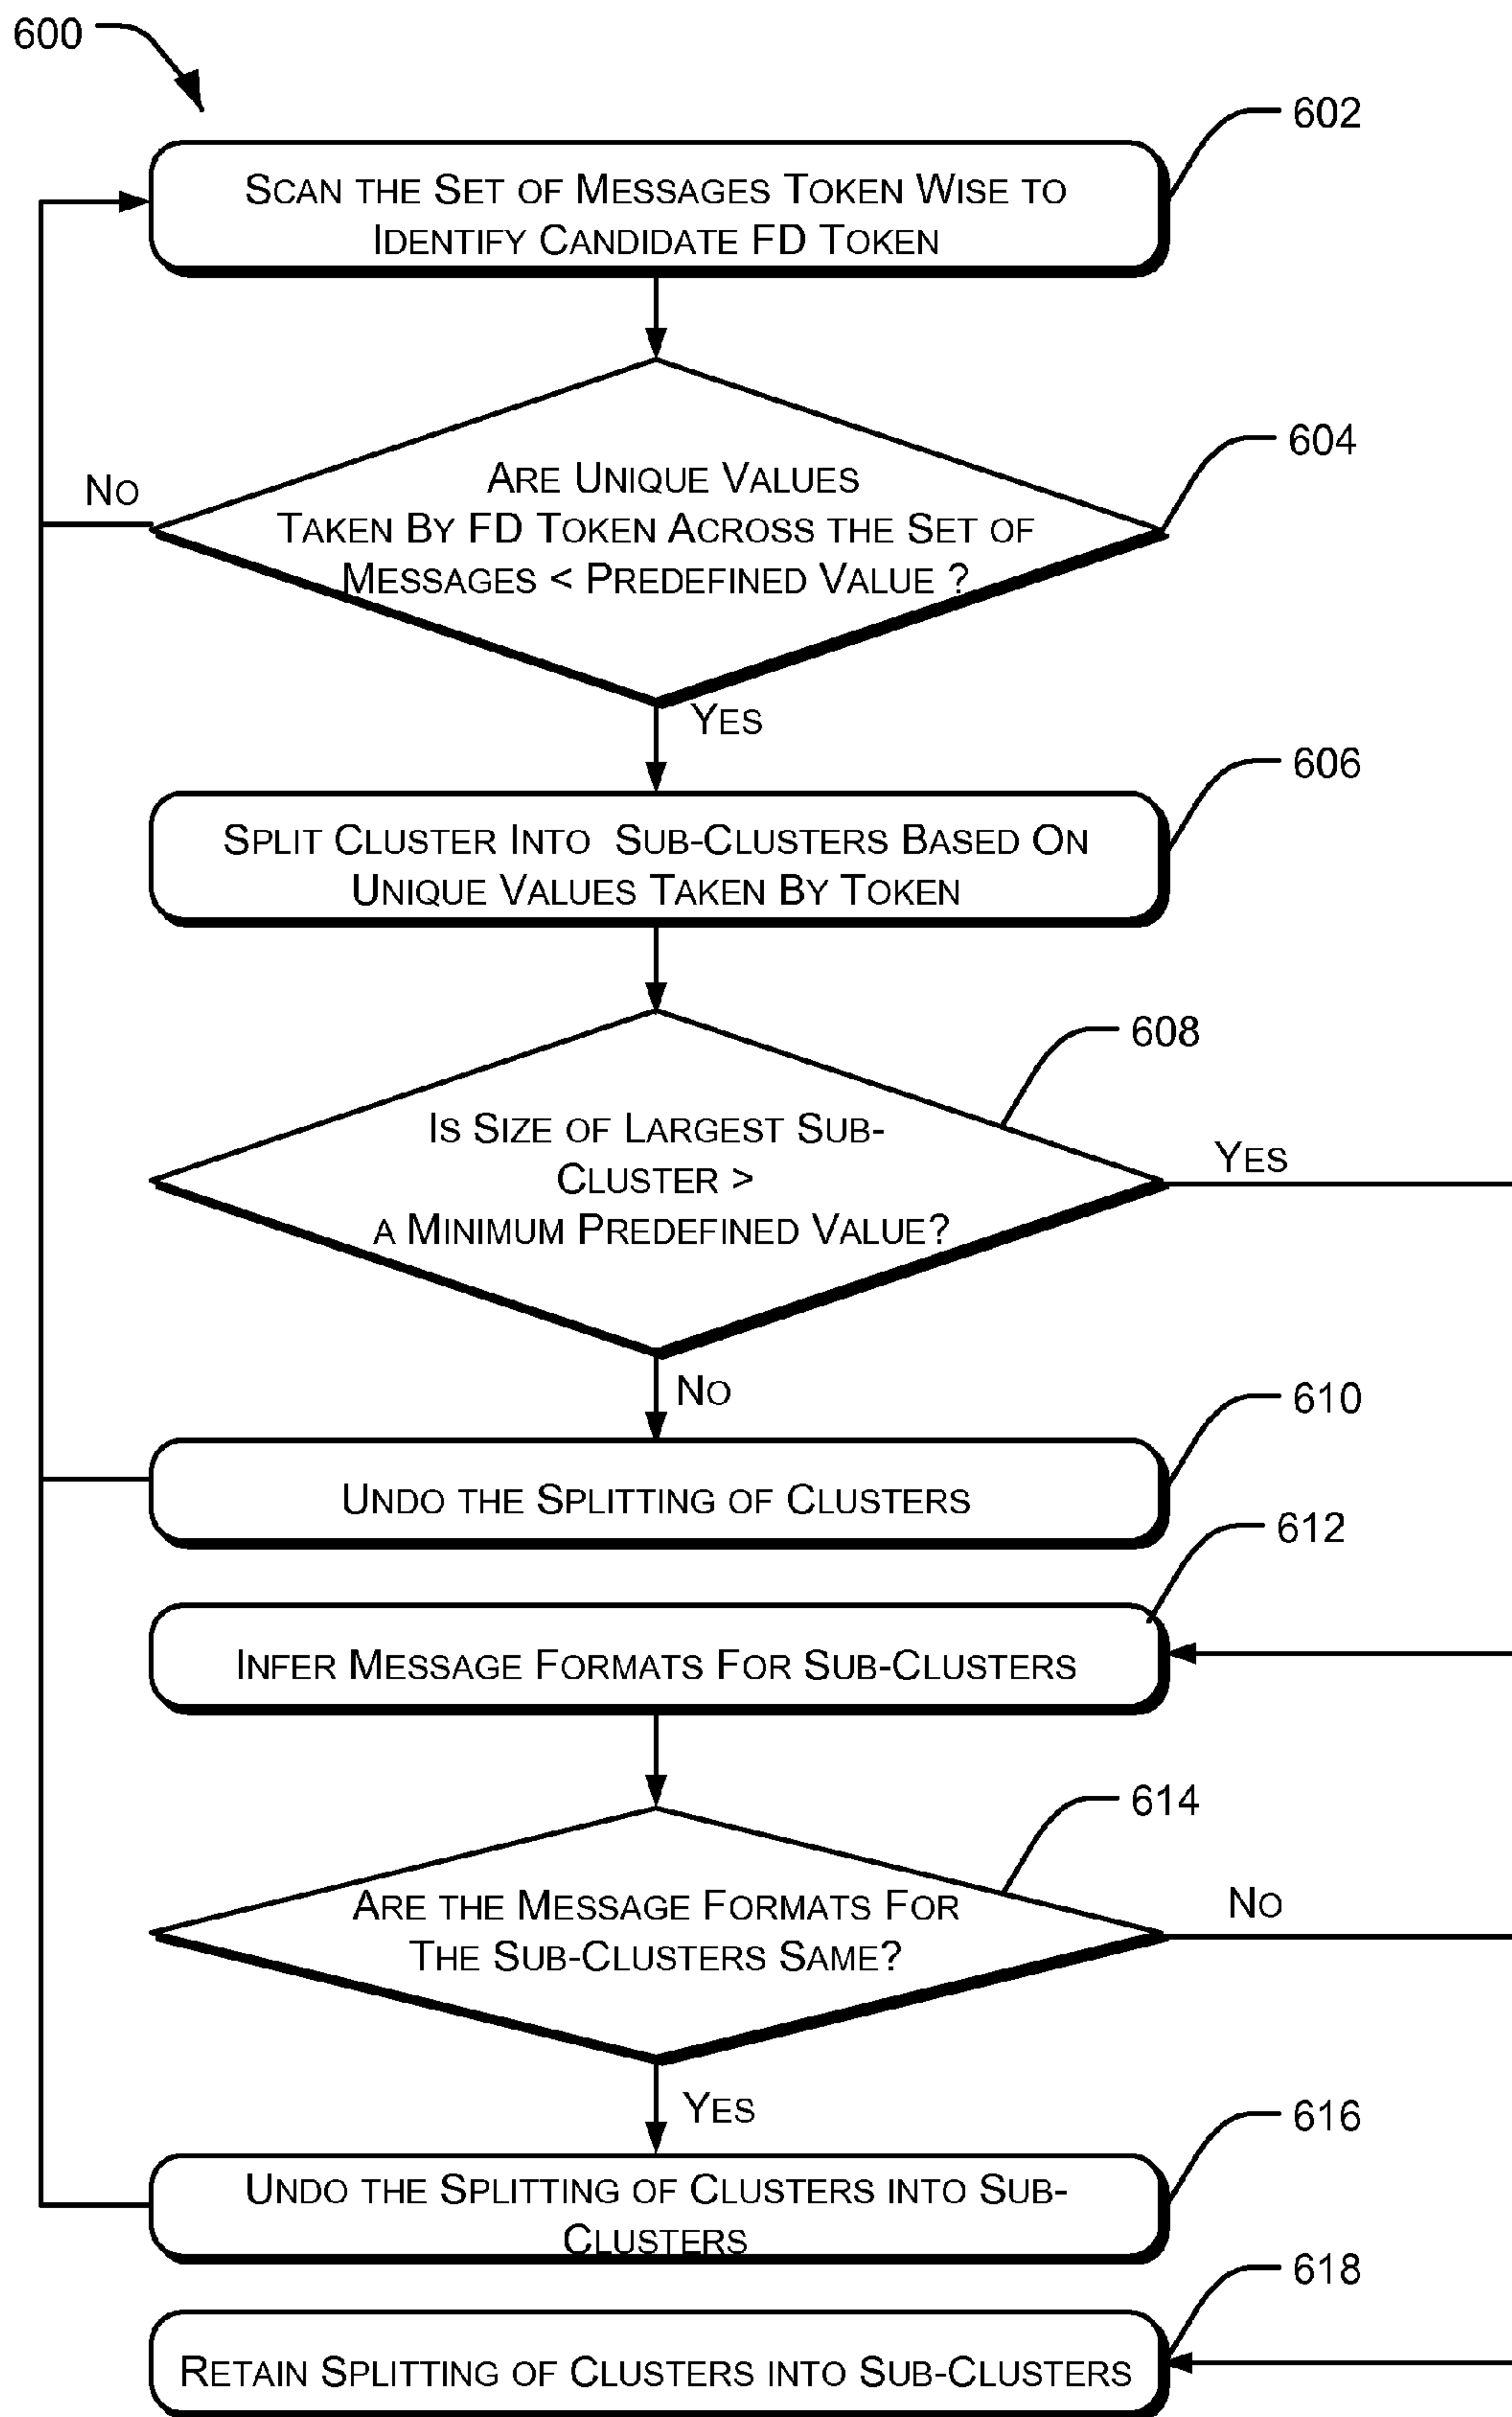 600
602
SCAN THE SET OF MESSAGES TOKEN WISE TO
IDENTIFY CANDIDATE FD TOKEN
604
NO
ARE UNIQUE VALUES
TAKEN BY FD TOKEN ACROSS THE SET OF
MESSAGES < PREDEFINED VALUE ?
YES
606
SPLIT CLUSTER INTO SUB-CLUSTERS BASED ON
UNIQUE VALUES TAKEN BY TOKEN
608
IS SIZE OF LARGEST SUB-
CLUSTER >
A MINIMUM PREDEFINED VALUE?
YES
NO
610
UNDO THE SPLITTING OF CLUSTERS
612
INFER MESSAGE FORMATS FOR SUB-CLUSTERS
614
ARE THE MESSAGE FORMATS FOR
THE SUB-CLUSTERS SAME?
NO
YES
616
UNDO THE SPLITTING OF CLUSTERS INTO SUB-
CLUSTERS
618
RETAIN SPLITTING OF CLUSTERS INTO SUB-CLUSTERS